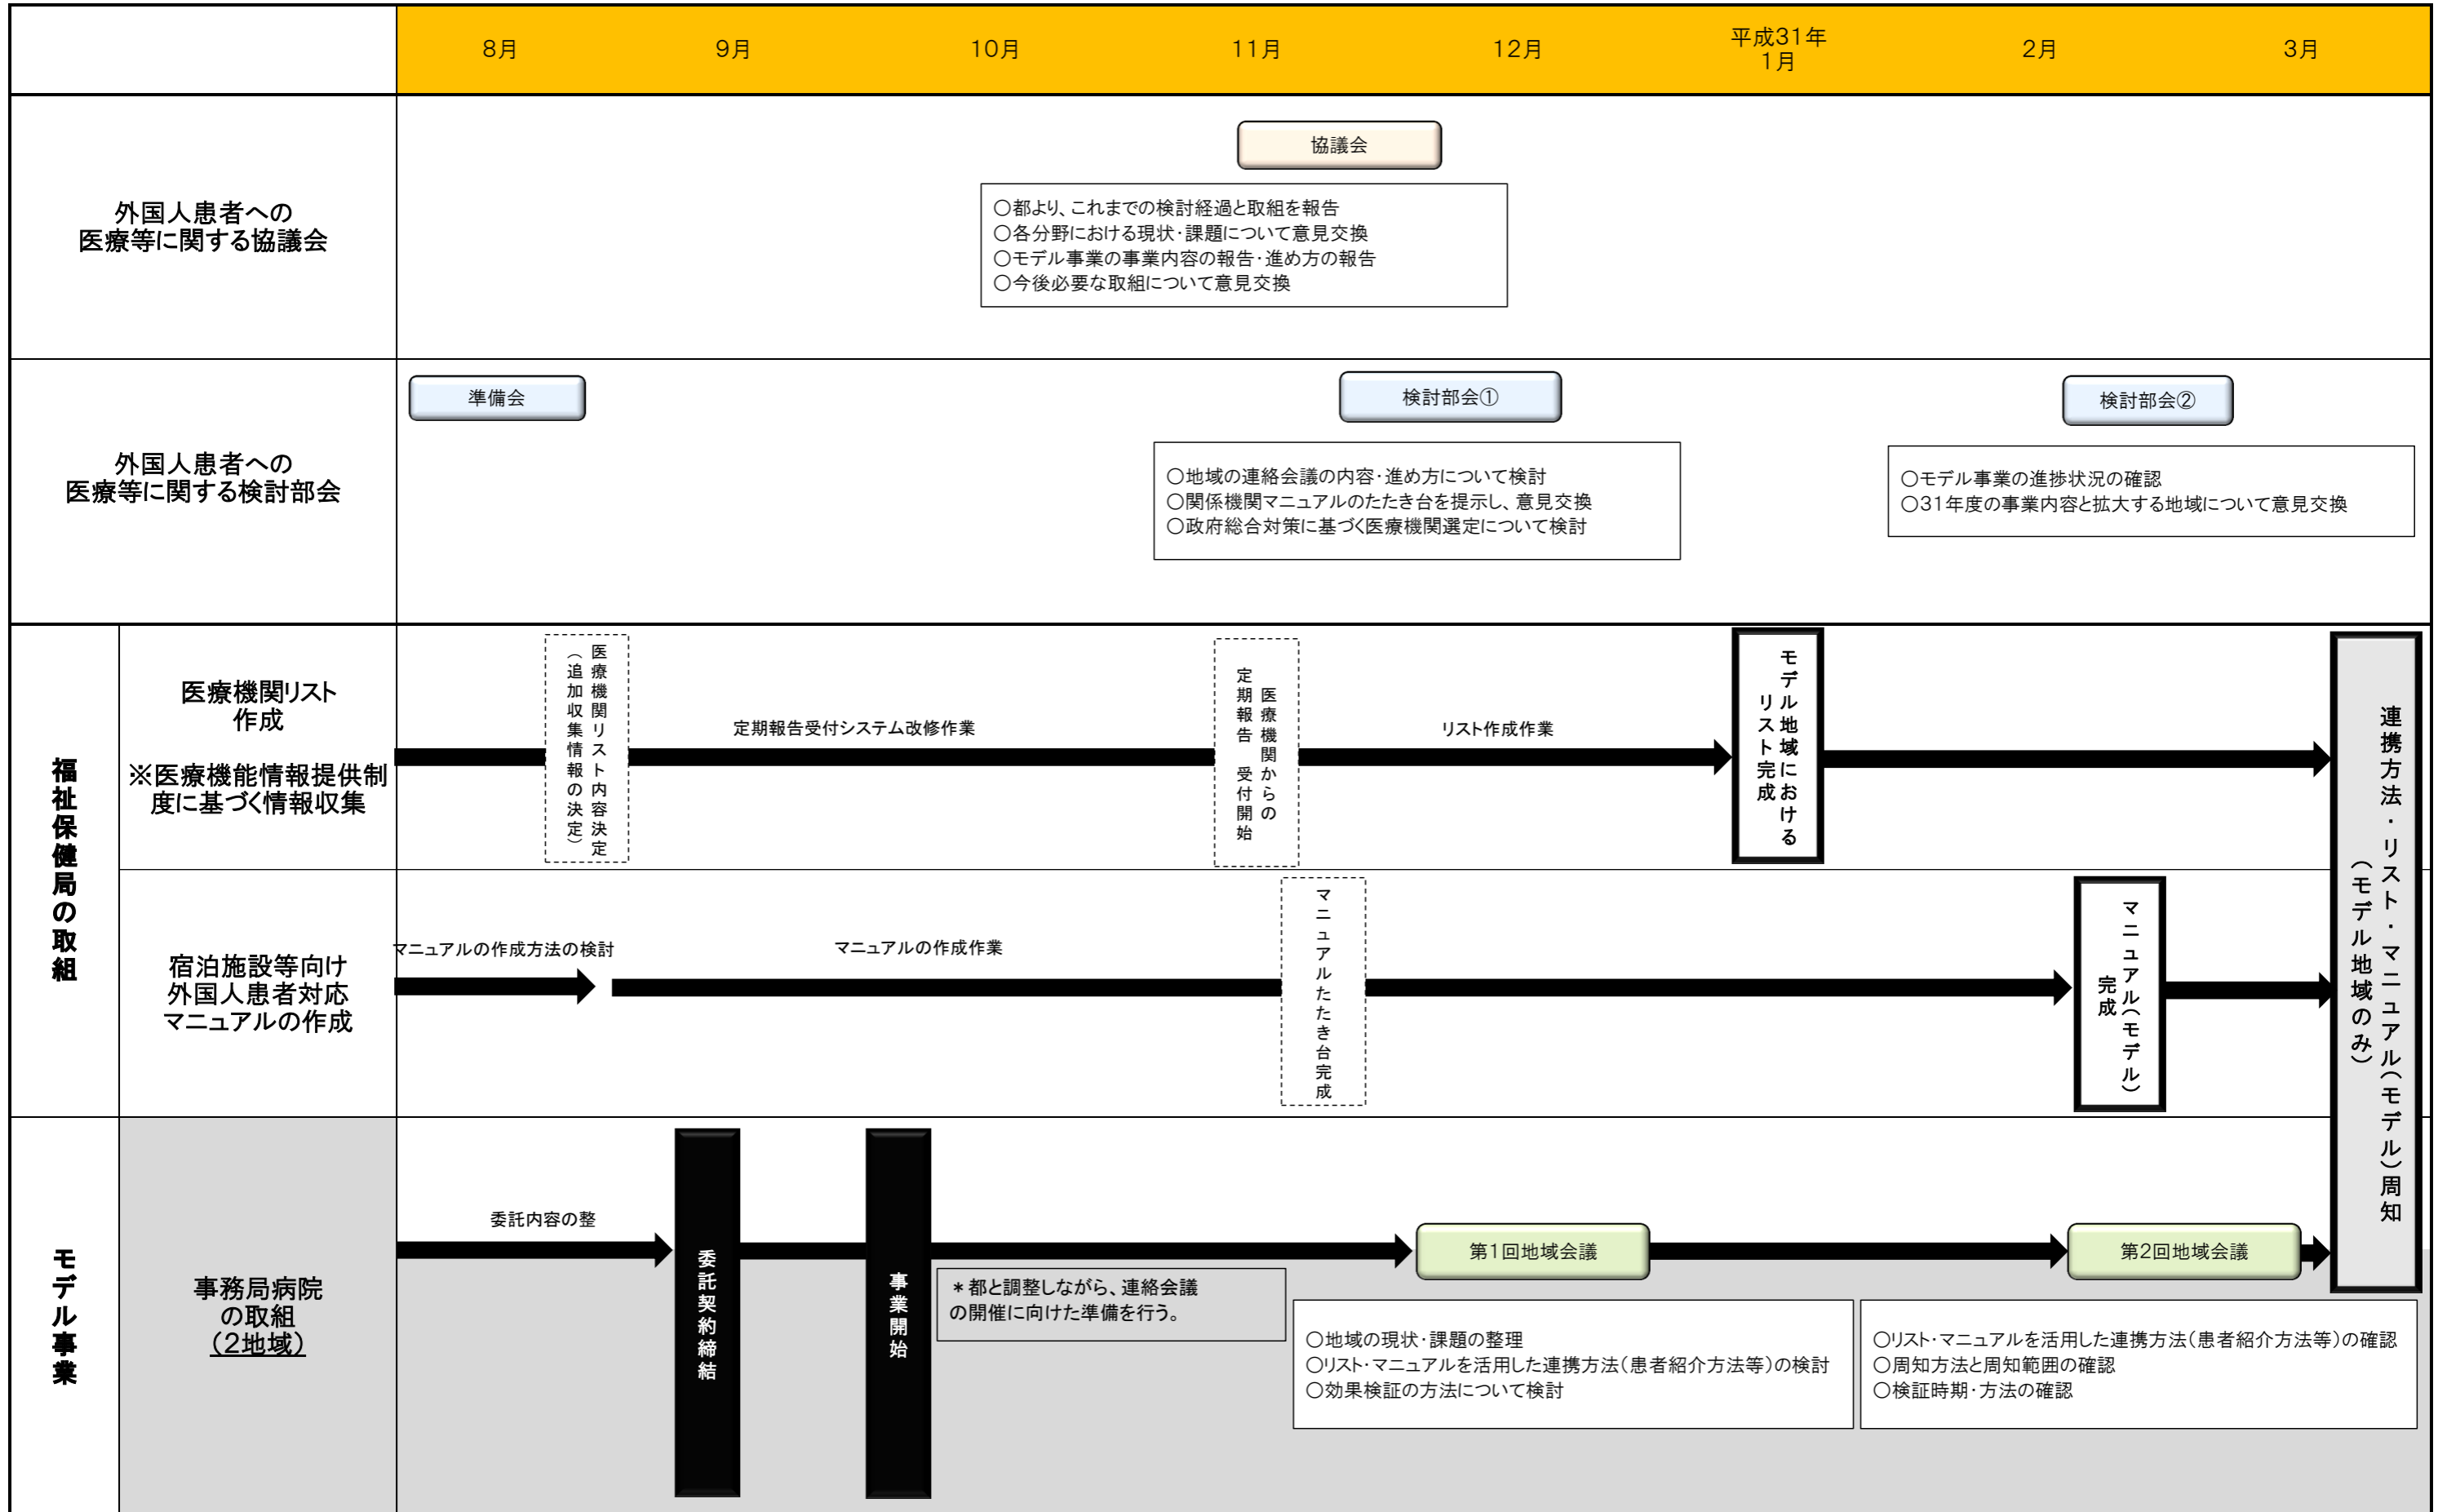 8月
9月
10月
11月
12月
平成31年
1月
2月
3月
外国人患者への
医療等に関する協議会
協議会
○都より、これまでの検討経過と取組を報告
○各分野における現状・課題について意見交換
○モデル事業の事業内容の報告・進め方の報告
○今後必要な取組について意見交換
外国人患者への
医療等に関する検討部会
準備会
検討部会①
○地域の連絡会議の内容・進め方について検討
○関係機関マニュアルのたたき台を提示し、意見交換
○政府総合対策に基づく医療機関選定について検討
検討部会②
○モデル事業の進捗状況の確認
○31年度の事業内容と拡大する地域について意見交換
福祉保健局の取組
医療機関リスト
作成
※医療機能情報提供制
度に基づく情報収集
医療機関リスト内容決定
（追加収集情報の決定）
定期報告受付システム改修作業
医療機関からの
定期報告 受付開始
リスト作成作業
モデル地域における
リスト完成
連携方法・リスト・マニュアル（モデル）周知
（モデル地域のみ）
宿泊施設等向け
外国人患者対応
マニュアルの作成
マニュアルの作成方法の検討
マニュアルの作成作業
マニュアルたたき台完成
マニュアル（モデル）
完成
モデル事業
事務局病院
の取組
（2地域）
委託内容の整
委託契約締結
事業開始
＊都と調整しながら、連絡会議
の開催に向けた準備を行う。
第1回地域会議
○地域の現状・課題の整理
○リスト・マニュアルを活用した連携方法（患者紹介方法等）の検討
○効果検証の方法について検討
第2回地域会議
○リスト・マニュアルを活用した連携方法（患者紹介方法等）の確認
○周知方法と周知範囲の確認
○検証時期・方法の確認